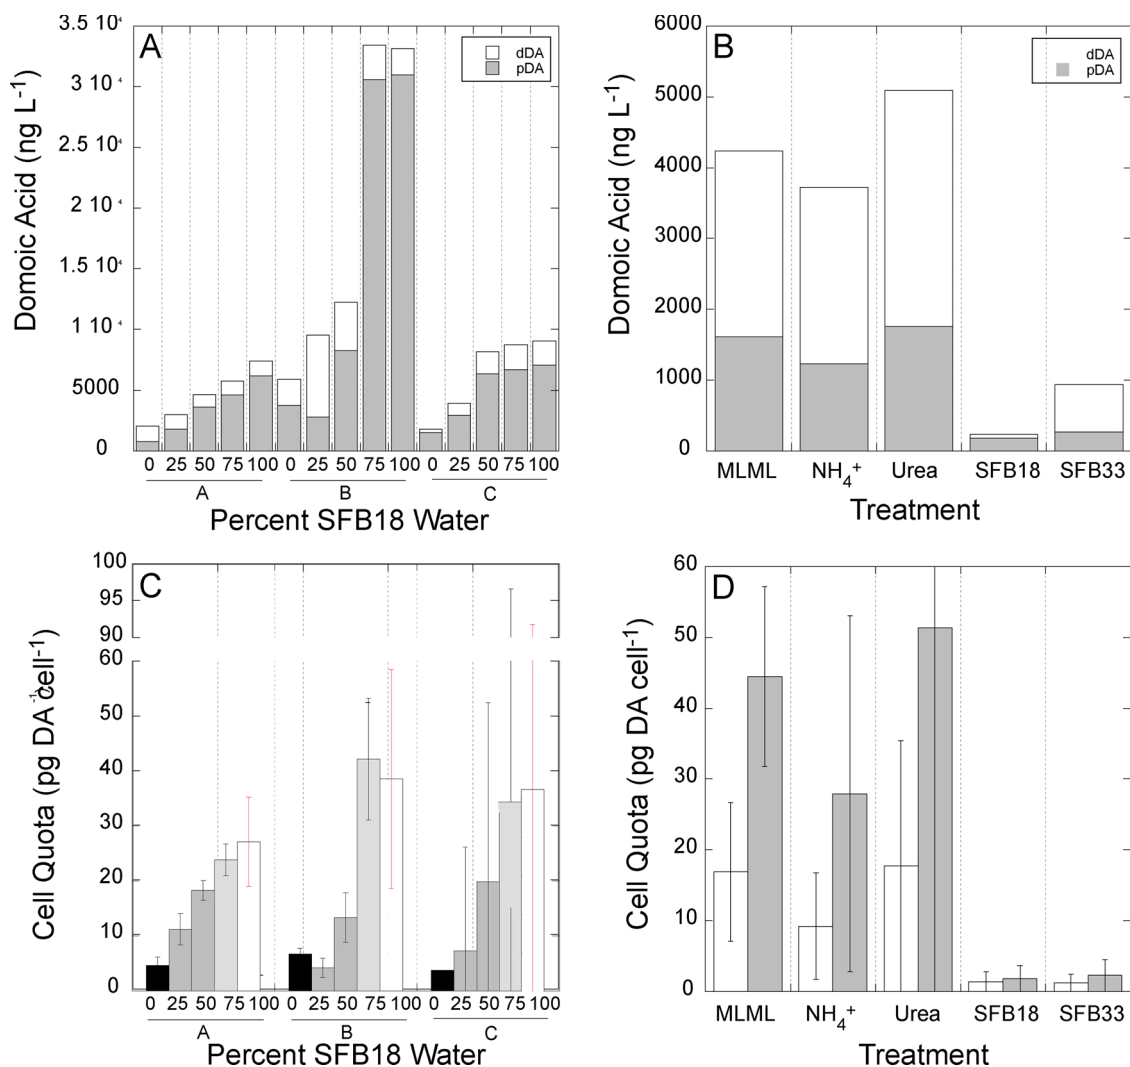 A
3.5 10⁴
3 10⁴
2.5 10⁴
2 10⁴
1.5 10⁴
1 10⁴
5000
0
Domoic Acid (ng L⁻¹)
dDA
pDA
0 25 50 75 100 0 25 50 75 100 0 25 50 75 100
A B C
Percent SFB18 Water
B
6000
5000
4000
3000
2000
1000
0
Domoic Acid (ng L⁻¹)
dDA
pDA
MLML NH₄⁺ Urea SFB18 SFB33
Treatment
C
100
95
90
60
50
40
30
20
10
0
Cell Quota (pg DA cell⁻¹)
0 25 50 75 100 0 25 50 75 100 0 25 50 75 100
A B C
Percent SFB18 Water
D
60
50
40
30
20
10
0
Cell Quota (pg DA cell⁻¹)
MLML NH₄⁺ Urea SFB18 SFB33
Treatment